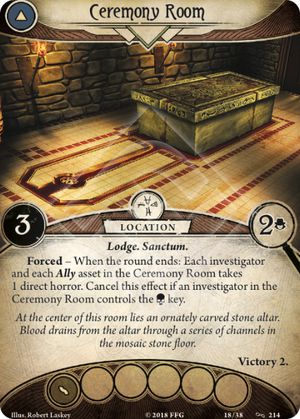 Ceremony Room
3
LOCATION
2
Lodge. Sanctum.
Forced – When the round ends: Each investigator
and each Ally asset in the Ceremony Room takes
1 direct horror. Cancel this effect if an investigator in the
Ceremony Room controls the key.
At the center of this room lies an ornately carved stone altar.
Blood drains from the altar through a series of channels in
the mosaic stone floor.
Victory 2.
Illus. Robert Laskey
© 2018 FFG
18/38
214